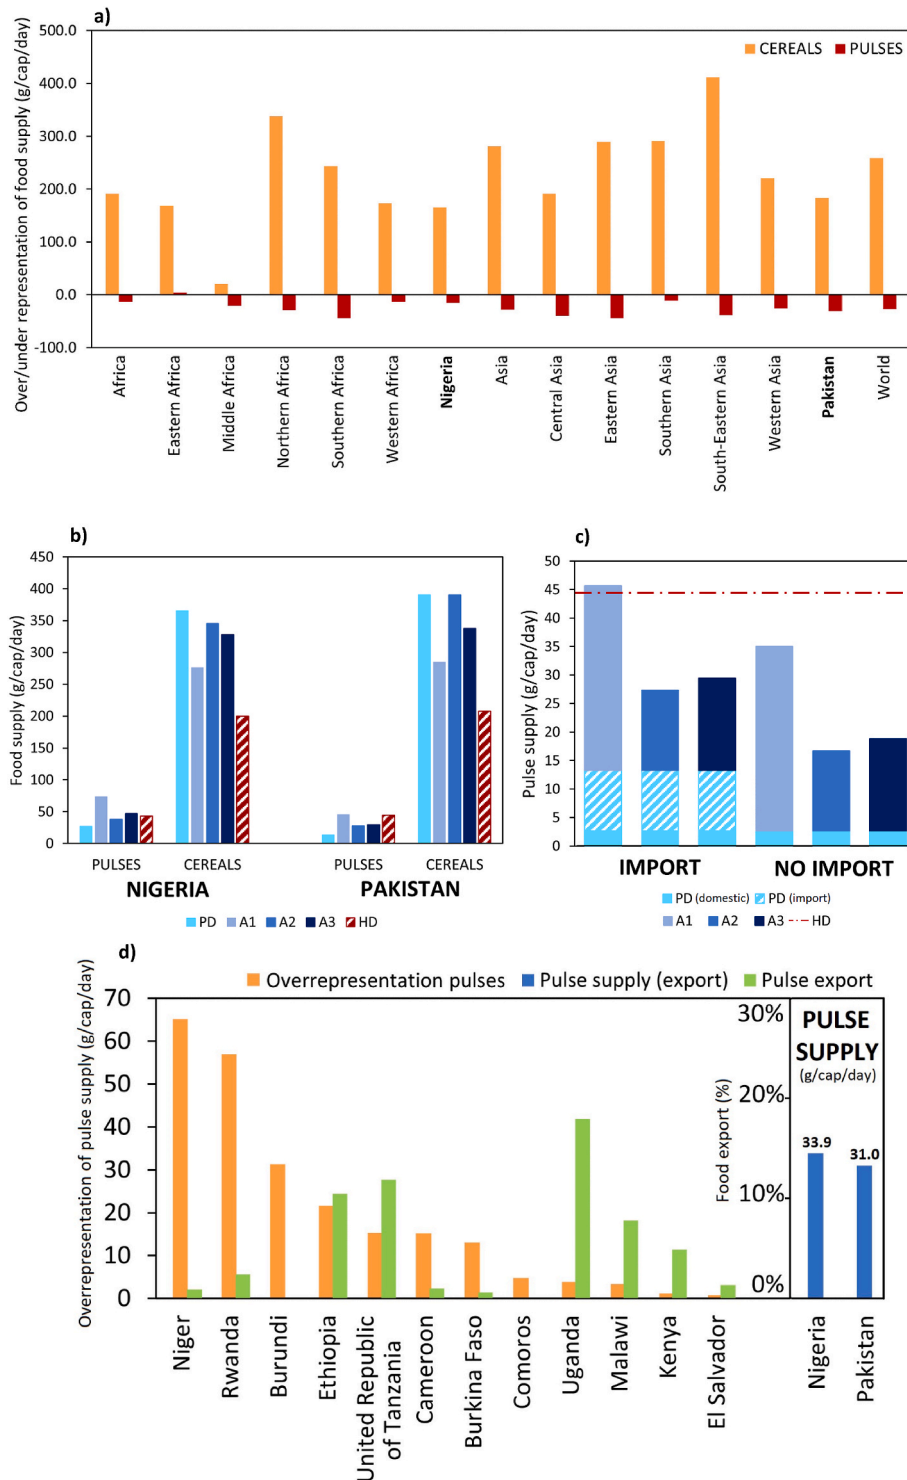 a)
Over/under representation of food supply (g/cap/day)
500.0
400.0
300.0
200.0
100.0
0.0
-100.0
CEREALS PULSES
Africa
Eastern Africa
Middle Africa
Northern Africa
Southern Africa
Western Africa
Nigeria
Asia
Central Asia
Eastern Asia
Southern Asia
South-Eastern Asia
Western Asia
Pakistan
World
b)
Food supply (g/cap/day)
450
400
350
300
250
200
150
100
50
0
PULSES CEREALS PULSES CEREALS
NIGERIA PAKISTAN
PD A1 A2 A3 HD
c)
Pulse supply (g/cap/day)
50
45
40
35
30
25
20
15
10
5
0
IMPORT NO IMPORT
PD (domestic) PD (import)
A1 A2 A3 HD
d)
Overrepresentation of pulse supply (g/cap/day)
Overrepresentation pulses Pulse supply (export) Pulse export
70
60
50
40
30
20
10
0
Niger
Rwanda
Burundi
Ethiopia
United Republic
of Tanzania
Cameroon
Burkina Faso
Comoros
Uganda
Malawi
Kenya
El Salvador
Food export (%)
30%
20%
10%
0%
PULSE
SUPPLY
(g/cap/day)
33.9
31.0
Nigeria
Pakistan